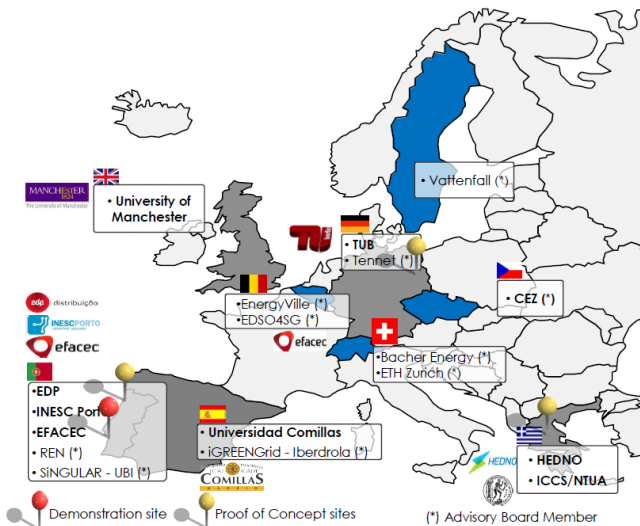 • Vattenfall (*)
MANCHESTER
1824
The University of Manchester
• University of
Manchester
• TUB
• Tennet (*)
• CEZ (*)
edp distribuição
INESCPORTO
efacec
•EnergyVille (*)
•EDSO4SG (*)
efacec
•Bacher Energy (*)
•ETH Zurich (*)
•EDP
•INESC Port
•EFACEC
• REN (*)
• SiNGULAR - UBI (*)
•Universidad Comillas
• iGREENGrid - Iberdrola (*)
COMILLAS
MADRID
HEDNO
• HEDNO
• ICCS/NTUA
Demonstration site
Proof of Concept sites
(*) Advisory Board Member